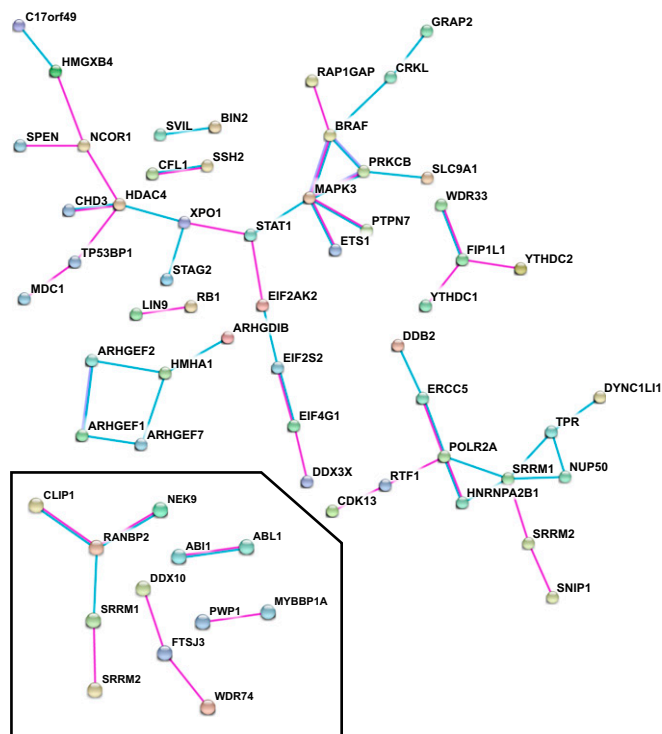 C17orf49
GRAP2
HMGXB4
RAP1GAP
CRKL
SPEN
NCOR1
SVIL
BIN2
BRAF
CFL1
SSH2
PRKCB
SLC9A1
CHD3
HDAC4
XPO1
STAT1
MAPK3
PTPN7
WDR33
ETS1
TP53BP1
STAG2
FIP1L1
YTHDC2
MDC1
LIN9
RB1
EIF2AK2
YTHDC1
ARHGEF2
HMHA1
ARHGDIB
DDB2
EIF2S2
ERCC5
DYNC1LI1
ARHGEF1
ARHGEF7
EIF4G1
TPR
POLR2A
SRRM1
NUP50
DDX3X
RTF1
HNRNPA2B1
CDK13
CLIP1
NEK9
RANBP2
ABI1
ABL1
SRRM2
DDX10
PWP1
MYBBP1A
SNIP1
SRRM1
FTSJ3
SRRM2
WDR74